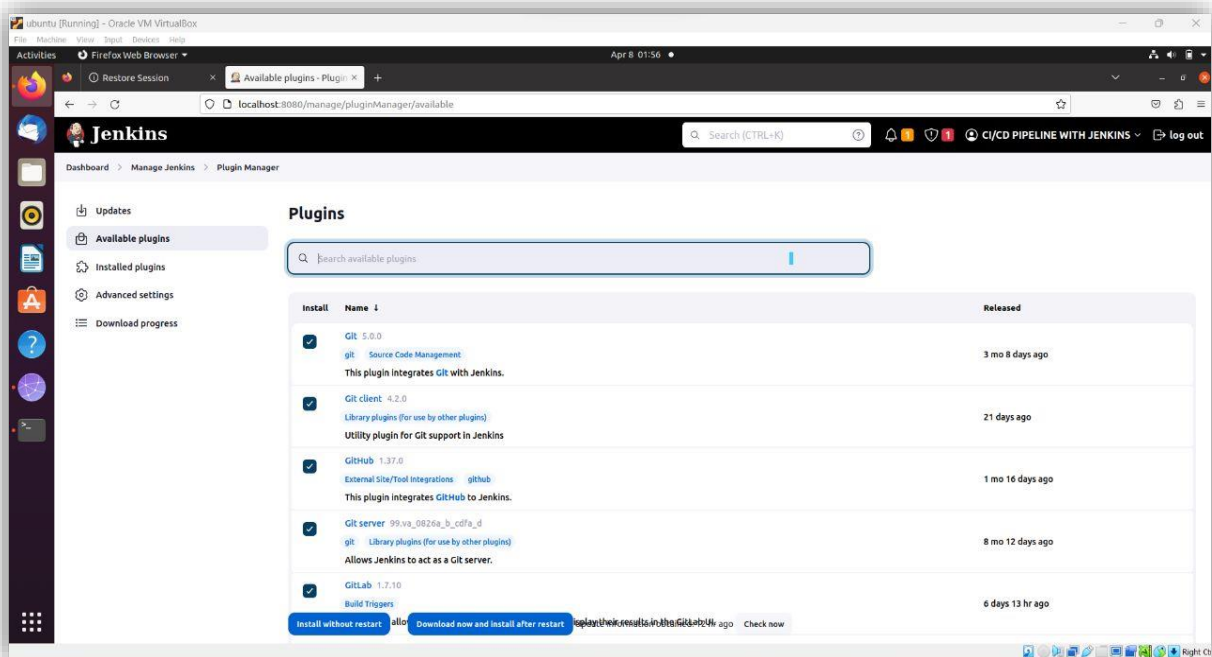 ubuntu [Running] - Oracle VM VirtualBox
File Machine View Input Devices Help
Activities Firefox Web Browser Apr 8 01:56
Restore Session Available plugins - Plugin
localhost:8080/manage/pluginManager/available
Jenkins Search (CTRL+K) 1 1 CI/CD PIPELINE WITH JENKINS log out
Dashboard > Manage Jenkins > Plugin Manager
Updates
Available plugins
Installed plugins
Advanced settings
Download progress
Plugins
Search available plugins
Install Name ↓ Released
Git 5.0.0
git Source Code Management
This plugin integrates Git with Jenkins.
3 mo 8 days ago
Git client 4.2.0
Library plugins (for use by other plugins)
Utility plugin for Git support in Jenkins
21 days ago
GitHub 1.37.0
External Site/Tool Integrations github
This plugin integrates GitHub to Jenkins.
1 mo 16 days ago
Git server 99.va_0826a_b_cdfa_d
git Library plugins (for use by other plugins)
Allows Jenkins to act as a Git server.
8 mo 12 days ago
GitLab 1.7.10
Build Triggers
6 days 13 hr ago
Install without restart Download now and install after restart ago Check now
Right Ct